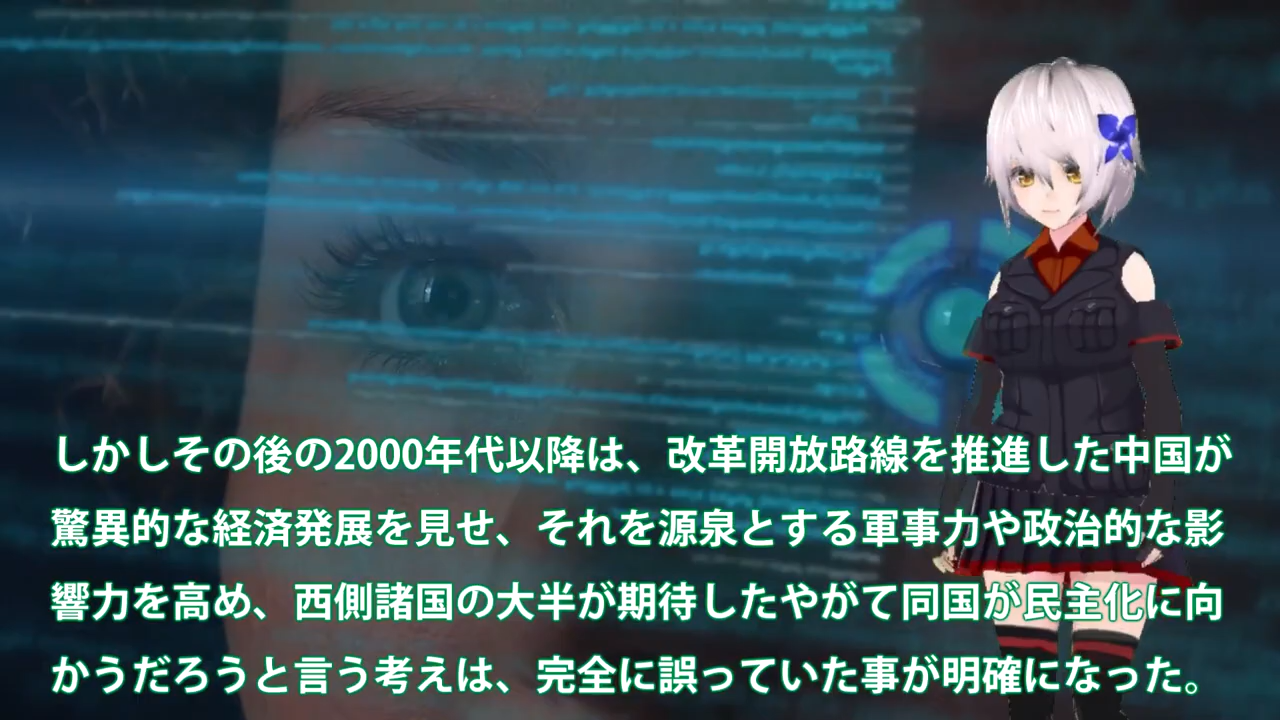 しかしその後の2000年代以降は、改革開放路線を推進した中国が
驚異的な経済発展を見せ、それを源泉とする軍事力や政治的な影
響力を高め、西側諸国の大半が期待したやがて同国が民主化に向
かうだろうと言う考えは、完全に誤っていた事が明確になった。